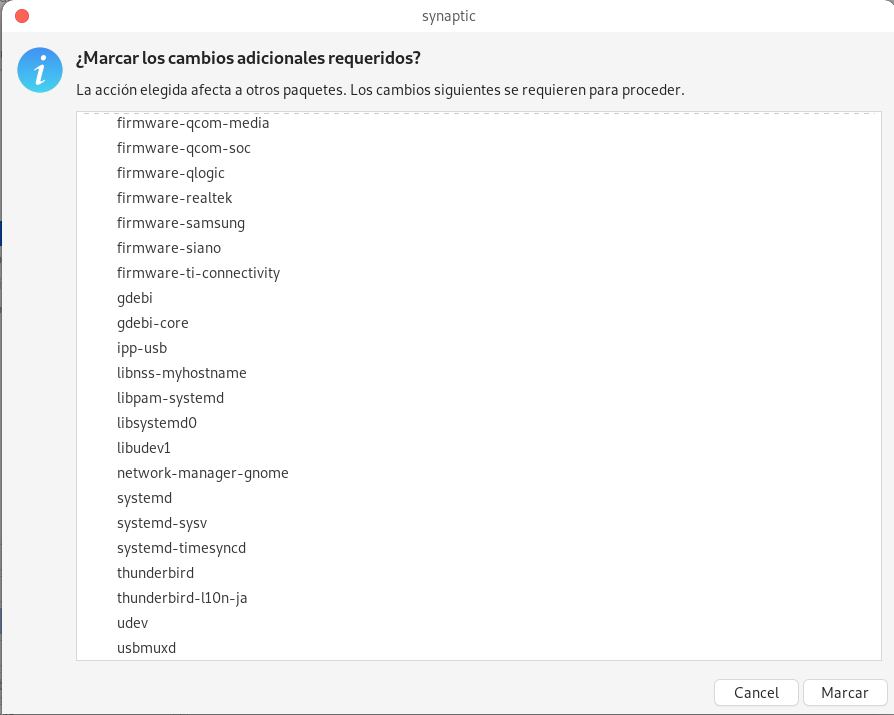 synaptic
¿Marcar los cambios adicionales requeridos?
La acción elegida afecta a otros paquetes. Los cambios siguientes se requieren para proceder.
firmware-qcom-media
firmware-qcom-soc
firmware-qlogic
firmware-realtek
firmware-samsung
firmware-siano
firmware-ti-connectivity
gdebi
gdebi-core
ipp-usb
libnss-myhostname
libpam-systemd
libsystemd0
libudev1
network-manager-gnome
systemd
systemd-sysv
systemd-timesyncd
thunderbird
thunderbird-l10n-ja
udev
usbmuxd
Cancel
Marcar